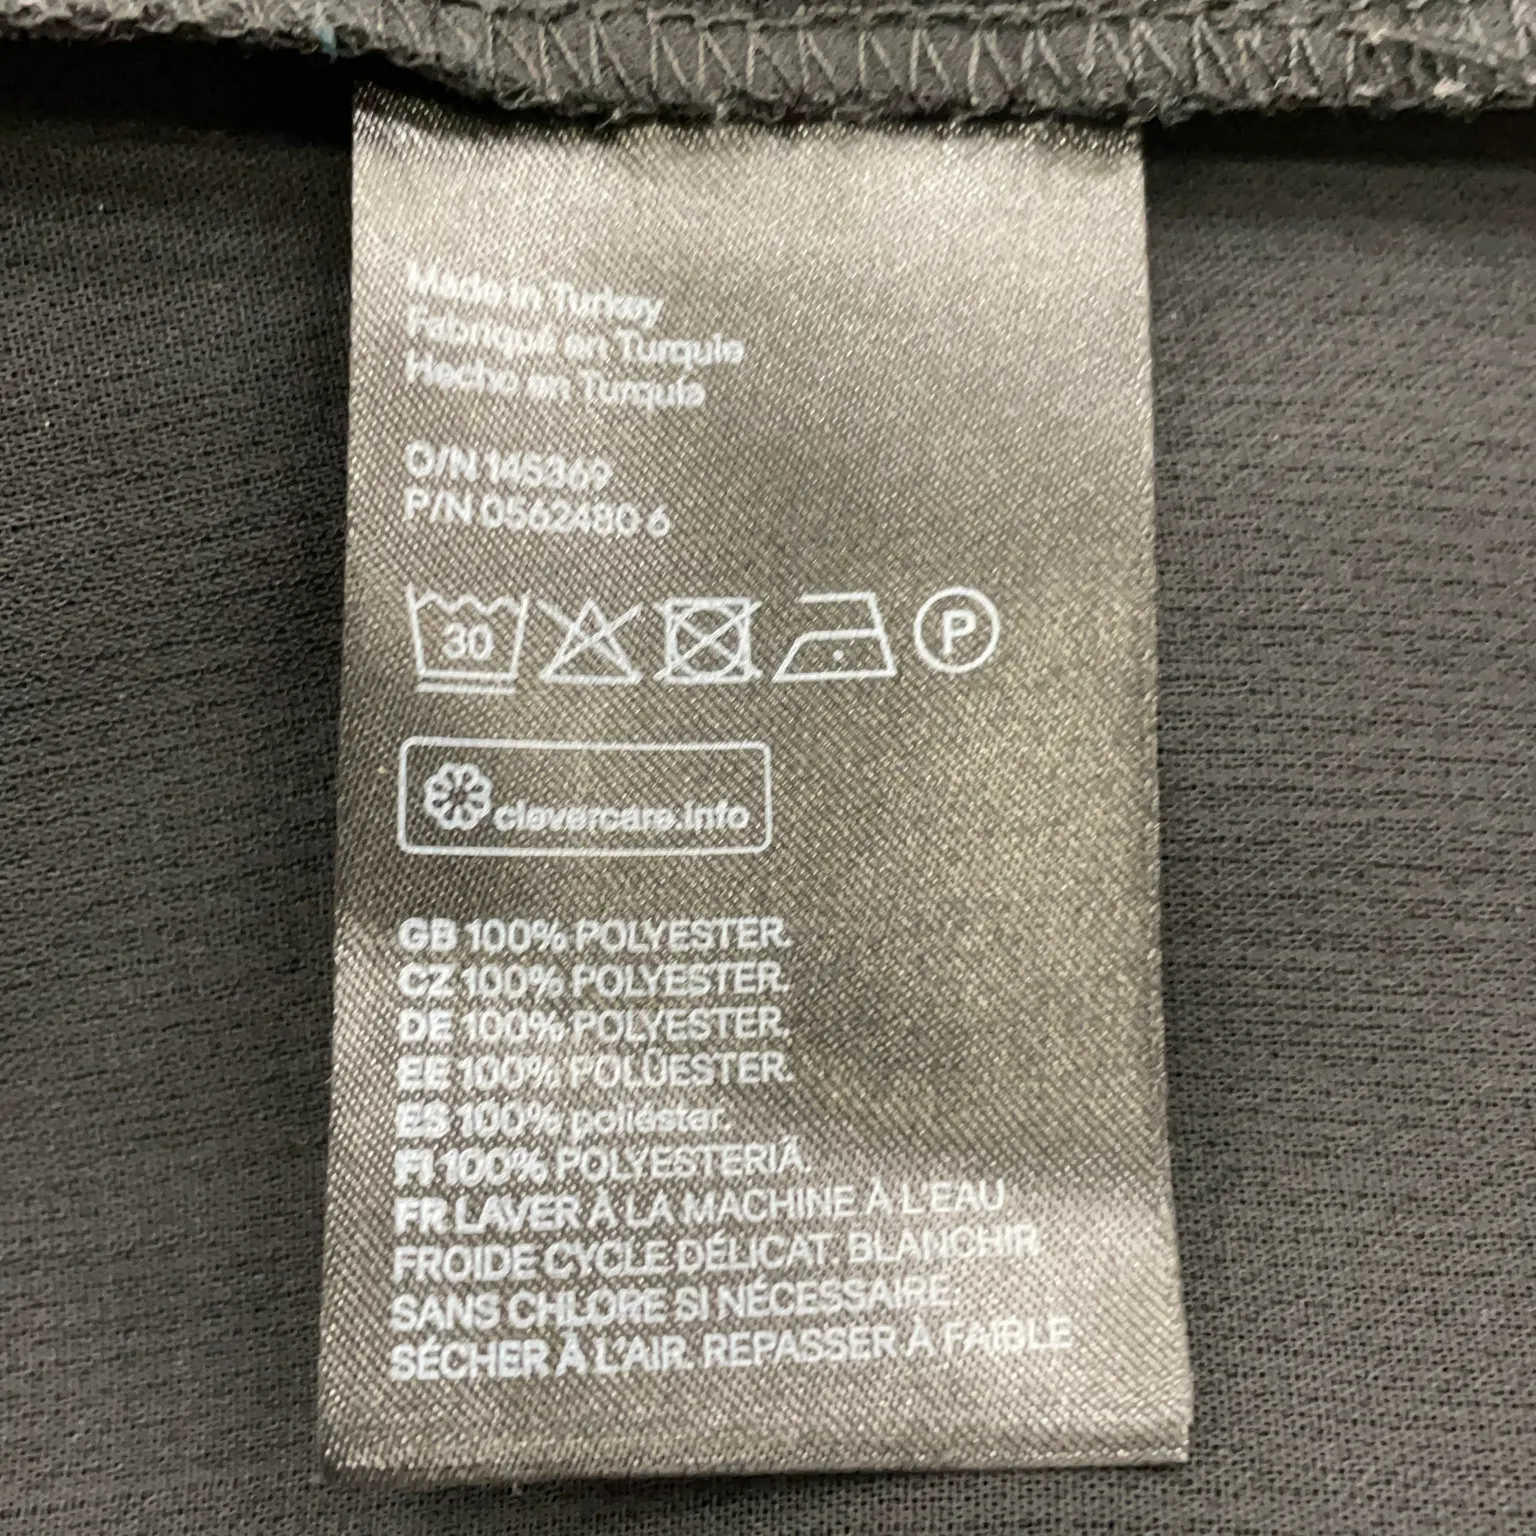 Made in Turkey
Fabriqué en Turquie
Hecho en Turquía
O/N 145369
P/N 0562480 6
30
P
clevercare.info
GB 100% POLYESTER.
CZ 100% POLYESTER.
DE 100% POLYESTER.
EE 100% POLÜESTER.
ES 100% poliéster.
FI 100% POLYESTERIÄ.
FR LAVER À LA MACHINE À L'EAU
FROIDE CYCLE DÉLICAT. BLANCHIR
SANS CHLORE SI NÉCESSAIRE.
SÉCHER À L'AIR. REPASSER À FAIBLE